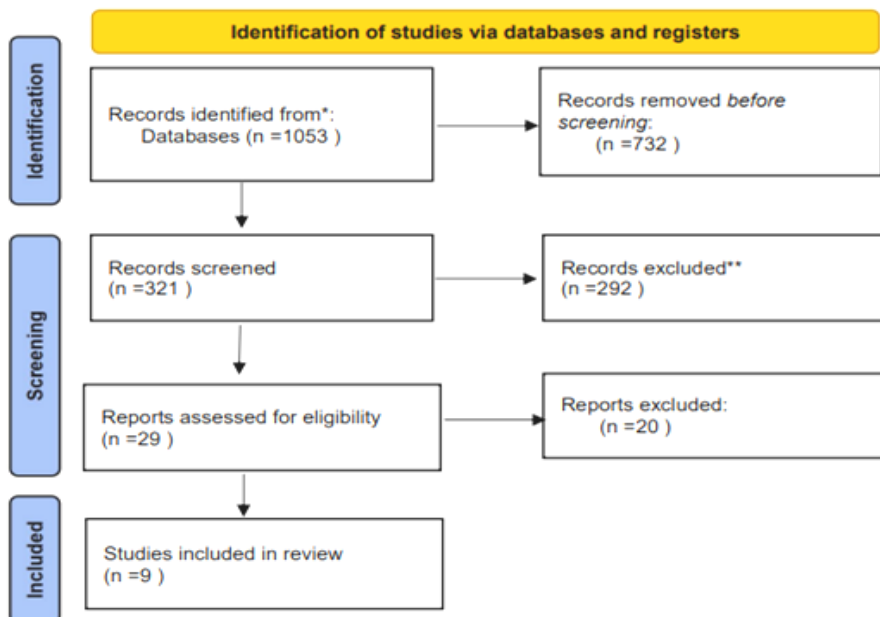 Identification of studies via databases and registers
Identification
Records identified from*:
Databases (n =1053 )
Records removed before
screening:
(n =732 )
Screening
Records screened
(n =321 )
Records excluded**
(n =292 )
Reports assessed for eligibility
(n =29 )
Reports excluded:
(n =20 )
Included
Studies included in review
(n =9 )